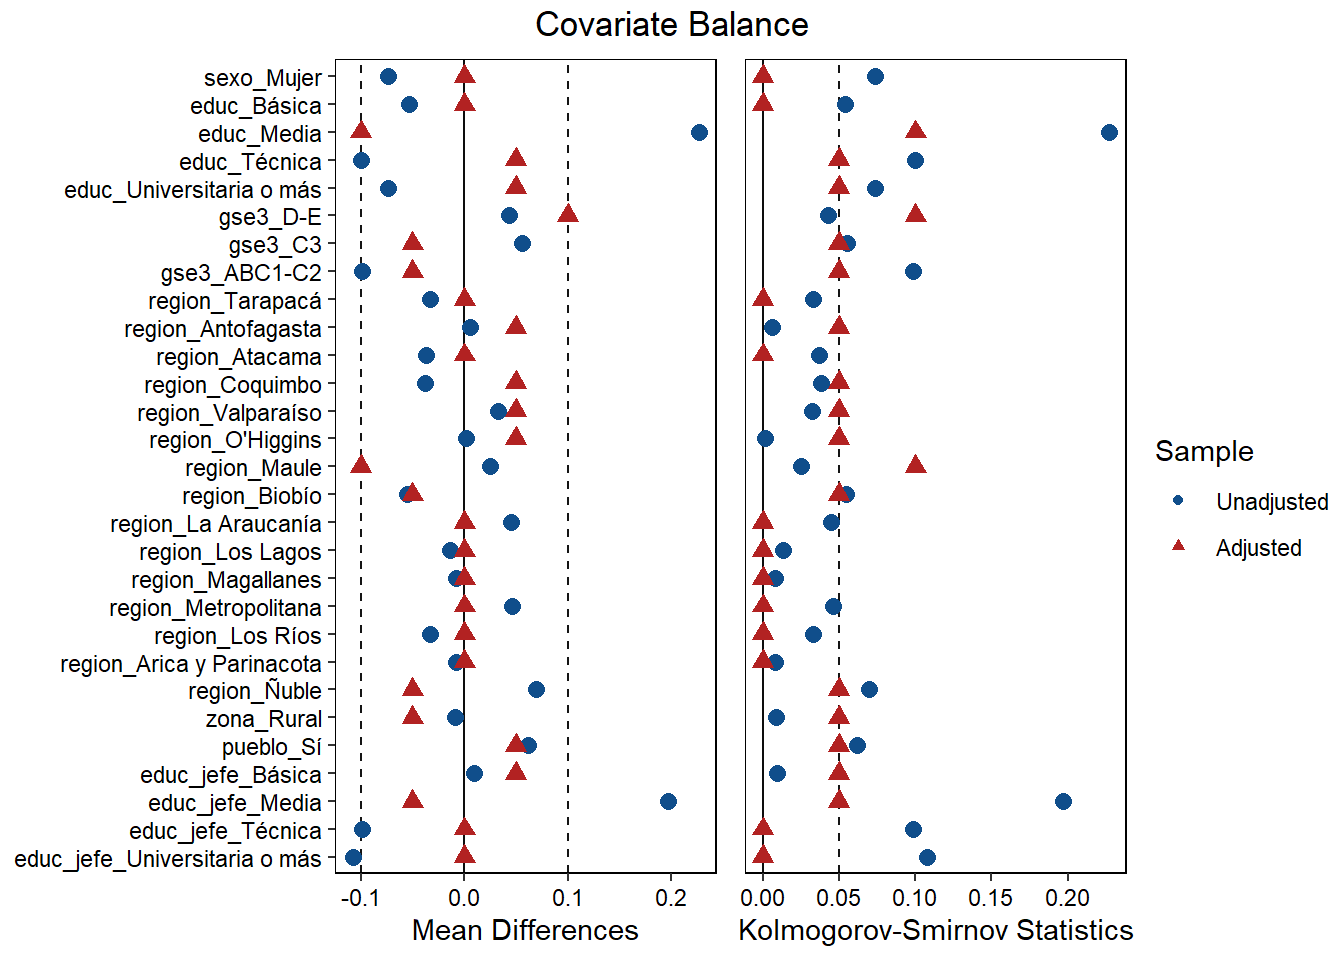 Covariate Balance
sexo_Mujer
educ_Básica
educ_Media
educ_Técnica
educ_Universitaria o más
gse3_D-E
gse3_C3
gse3_ABC1-C2
region_Tarapacá
region_Antofagasta
region_Atacama
region_Coquimbo
region_Valparaíso
region_O'Higgins
region_Maule
region_Biobío
region_La Araucanía
region_Los Lagos
region_Magallanes
region_Metropolitana
region_Los Ríos
region_Arica y Parinacota
region_Ñuble
zona_Rural
pueblo_Sí
educ_jefe_Básica
educ_jefe_Media
educ_jefe_Técnica
educ_jefe_Universitaria o más
-0.1 0.0 0.1 0.2
Mean Differences
0.00 0.05 0.10 0.15 0.20
Kolmogorov-Smirnov Statistics
Sample
Unadjusted
Adjusted